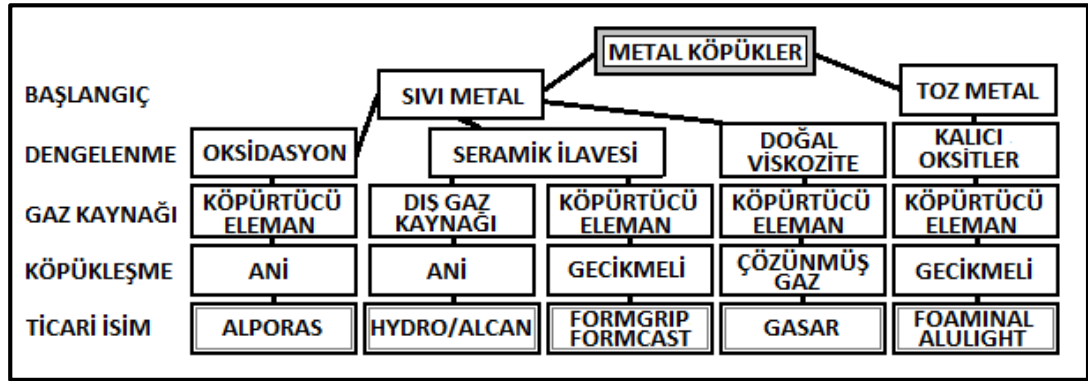 METAL KÖPÜKLER
BAŞLANGIÇ
SIVI METAL
TOZ METAL
DENGELENME
OKSİDASYON
SERAMİK İLAVESİ
DOĞAL
VİSKOZİTE
KALICI
OKSİTLER
GAZ KAYNAĞI
KÖPÜRTÜCÜ
ELEMAN
DIŞ GAZ
KAYNAĞI
KÖPÜRTÜCÜ
ELEMAN
KÖPÜRTÜCÜ
ELEMAN
KÖPÜRTÜCÜ
ELEMAN
KÖPÜKLEŞME
ANİ
ANİ
GECİKMELİ
ÇÖZÜNMÜŞ
GAZ
GECİKMELİ
TİCARİ İSİM
ALPORAS
HYDRO/ALCAN
FORMGRIP
FORMCAST
GASAR
FOAMINAL
ALULIGHT